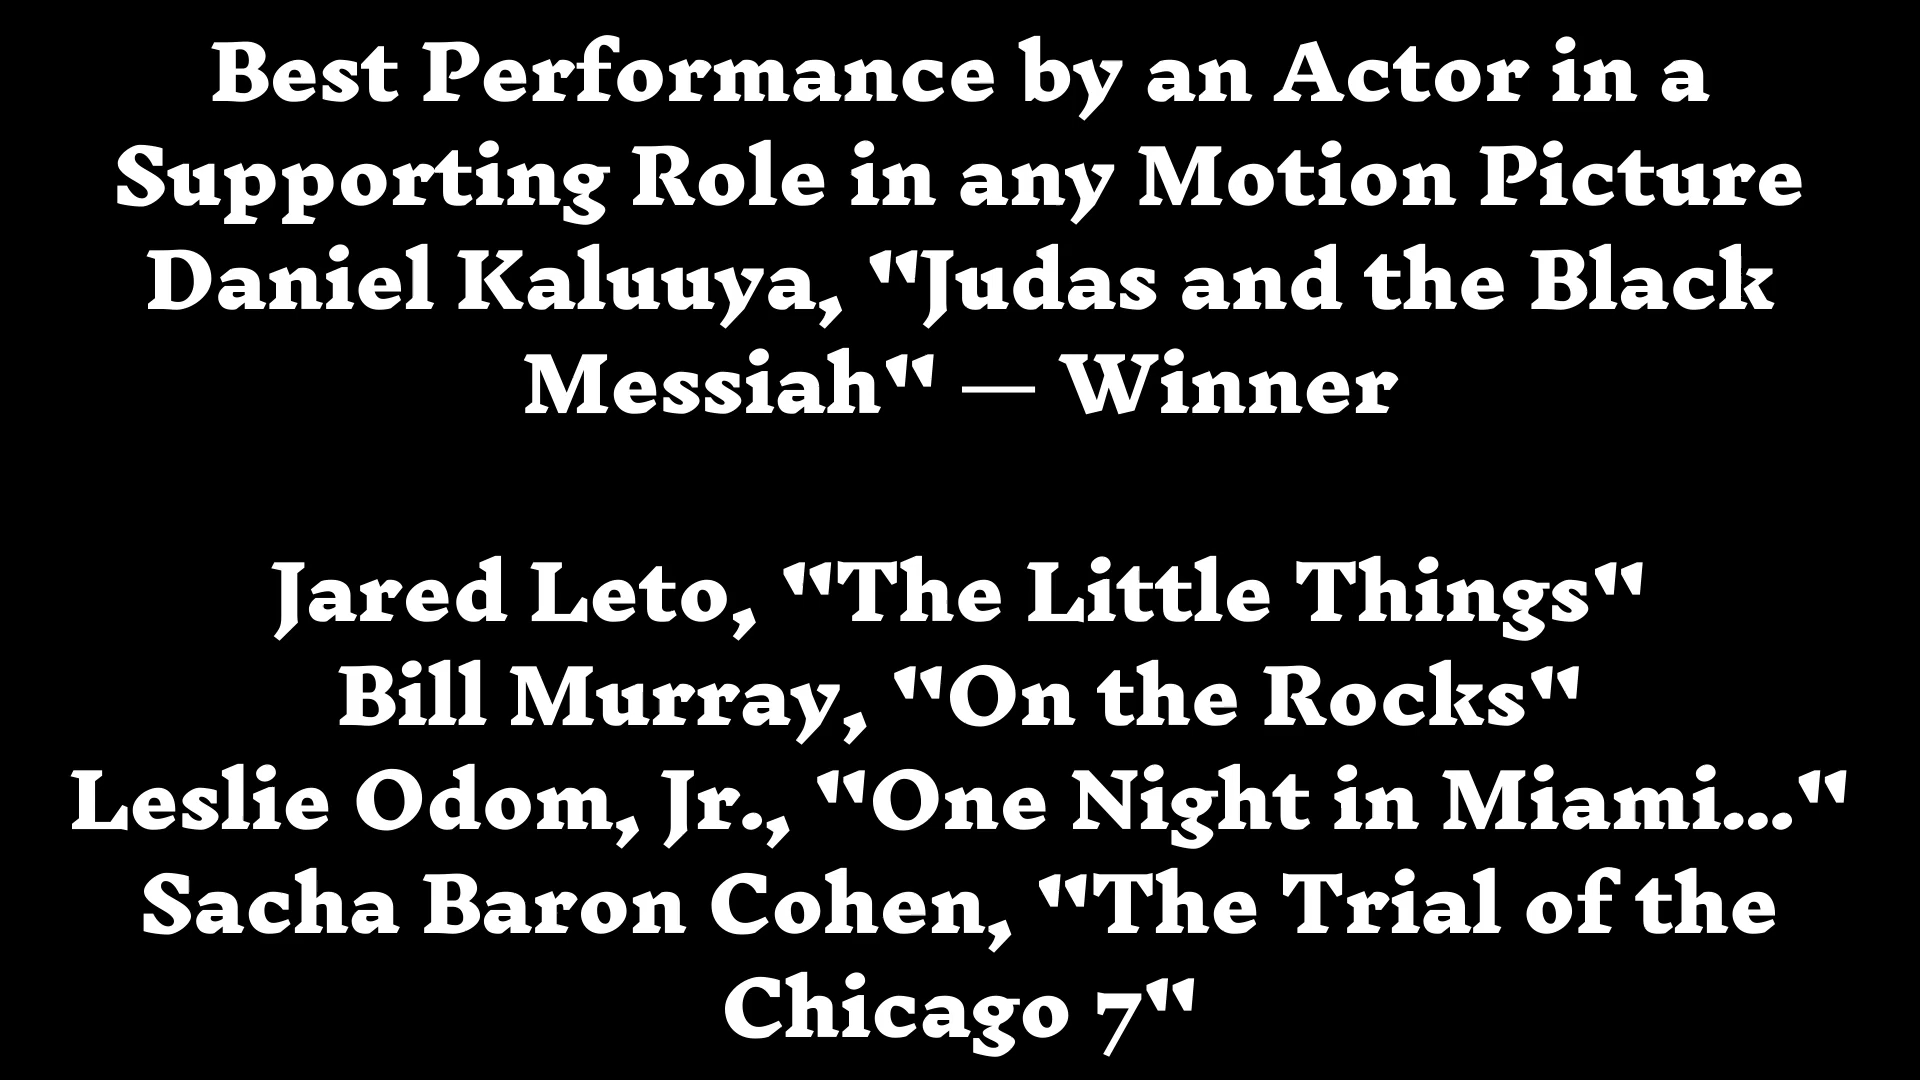 Best Performance by an Actor in a
Supporting Role in any Motion Picture
Daniel Kaluuya, "Judas and the Black
Messiah" — Winner
Jared Leto, "The Little Things"
Bill Murray, "On the Rocks"
Leslie Odom, Jr., "One Night in Miami..."
Sacha Baron Cohen, "The Trial of the
Chicago 7"